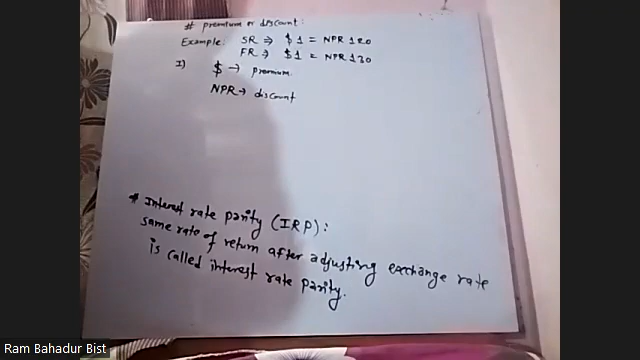 # premium or discount:
Example: SR ⇒ $1 = NPR 120
FR ⇒ $1 = NPR 130
I) $ → premium.
NPR → discount
# Interest rate parity (IRP):
same rate of return after adjusting exchange rate
is called interest rate parity.
Ram Bahadur Bist